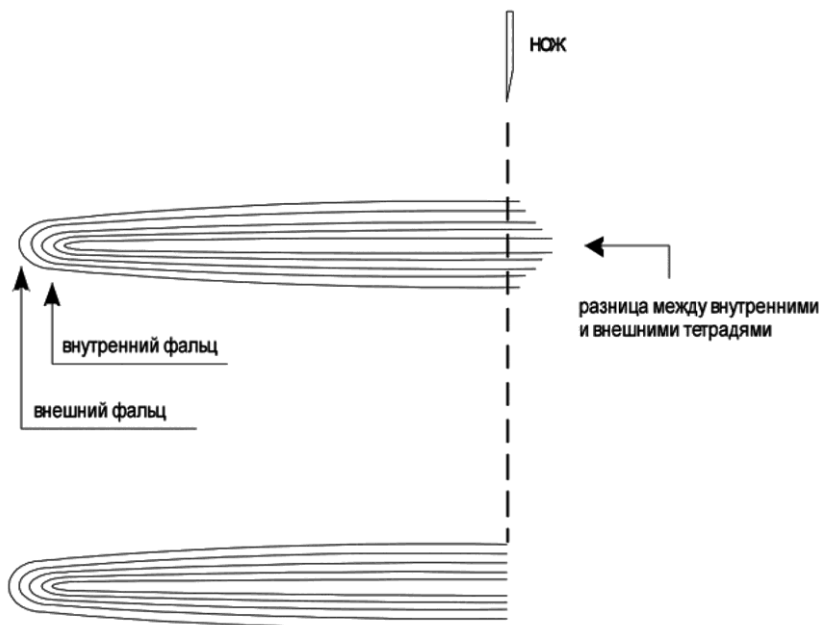 нож
разница между внутренними
и внешними тетрадями
внутренний фальц
внешний фальц